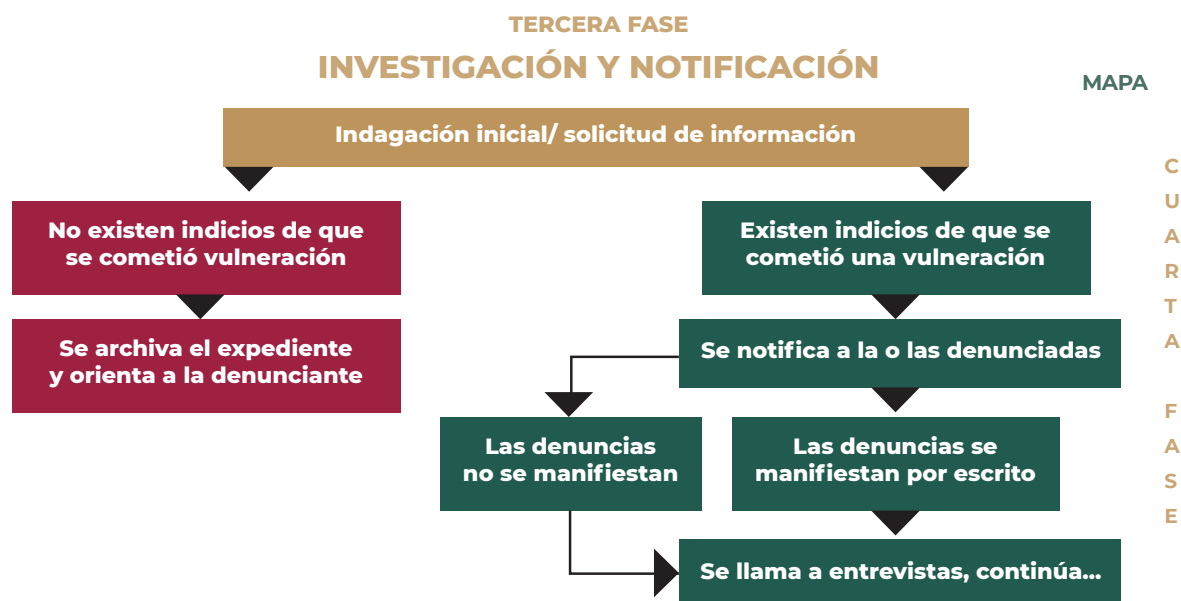 TERCERA FASE
INVESTIGACIÓN Y NOTIFICACIÓN
MAPA
Indagación inicial/ solicitud de información
No existen indicios de que
se cometió vulneración
Existen indicios de que se
cometió una vulneración
Se archiva el expediente
y orienta a la denunciante
Se notifica a la o las denunciadas
Las denuncias
no se manifiestan
Las denuncias se
manifiestan por escrito
Se llama a entrevistas, continúa...
CUARTA FASE